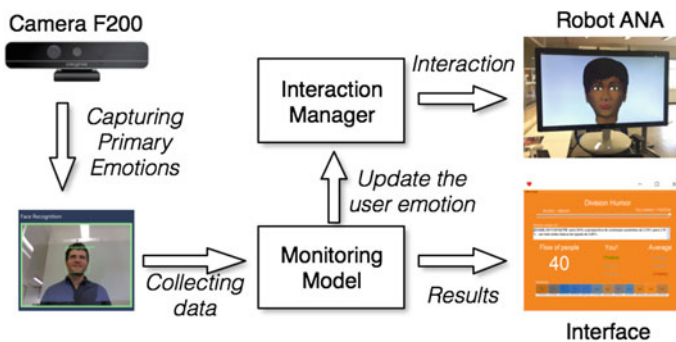 Camera F200
Robot ANA
Interaction
Manager
Interaction
Capturing
Primary
Emotions
Update the
user emotion
Face Recognition
Division Humor
Monitoring
Model
Flow of people
You!
Average
40
Collecting
data
Results
Interface